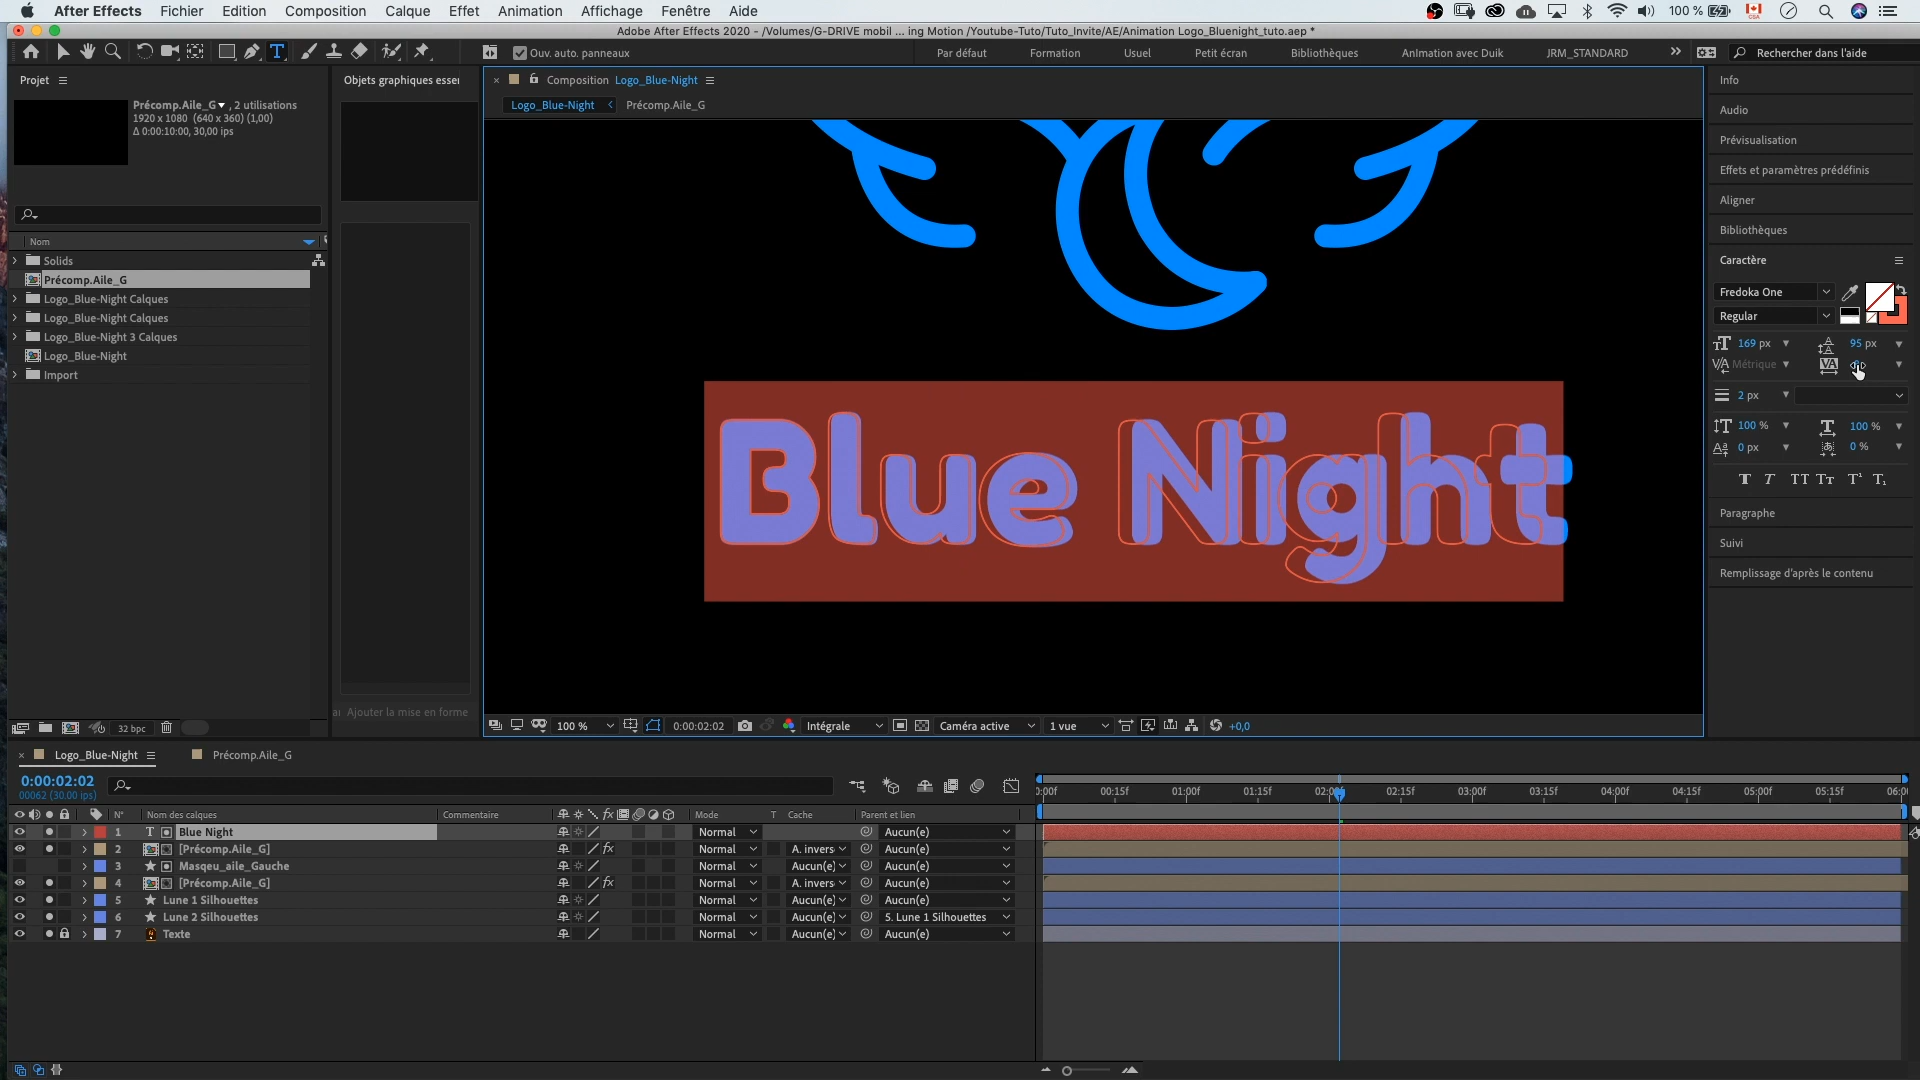 After Effects Fichier Edition Composition Calque Effet Animation Affichage Fenêtre Aide 100 %
Adobe After Effects 2020 - /Volumes/G-DRIVE mobil ... ing Motion /Youtube-Tuto/Tuto_Invite/AE/Animation Logo_Bluenight_tuto.aep *
Ouv. auto. panneaux Par défaut Formation Usuel Petit écran Bibliothèques Animation avec Duik JRM_STANDARD Rechercher dans l'aide
Projet
Précomp.Aile_G , 2 utilisations
1920 x 1080 (640 x 360) (1,00)
Δ 0:00:10:00, 30,00 ips
Nom
Solids
Précomp.Aile_G
Logo_Blue-Night Calques
Logo_Blue-Night Calques
Logo_Blue-Night 3 Calques
Logo_Blue-Night
Import
32 bpc
Objets graphiques esser
Ajouter la mise en forme
Composition Logo_Blue-Night
Logo_Blue-Night Précomp.Aile_G
Blue Night
100 % 0:00:02:02 Intégrale Caméra active 1 vue +0,0
Info
Audio
Prévisualisation
Effets et paramètres prédéfinis
Aligner
Bibliothèques
Caractère
Fredoka One
Regular
169 px 95 px
Métrique
2 px
100 % 100 %
0 px 0 %
T T TT Tt T¹ T₁
Paragraphe
Suivi
Remplissage d'après le contenu
Logo_Blue-Night Précomp.Aile_G
0:00:02:02
00062 (30.00 ips)
:00f 00:15f 01:00f 01:15f 02:00f 02:15f 03:00f 03:15f 04:00f 04:15f 05:00f 05:15f 06:00
N° Nom des calques Commentaire Mode T Cache Parent et lien
1 T Blue Night Normal Aucun(e)
2 [Précomp.Aile_G] Normal A. invers Aucun(e)
3 Masqeu_aile_Gauche Aucun(e) Normal Aucun(e)
4 [Précomp.Aile_G] Normal A. invers Aucun(e)
5 Lune 1 Silhouettes Normal Aucun(e) Aucun(e)
6 Lune 2 Silhouettes Normal Aucun(e) 5. Lune 1 Silhouettes
7 Texte Normal Aucun(e) Aucun(e)